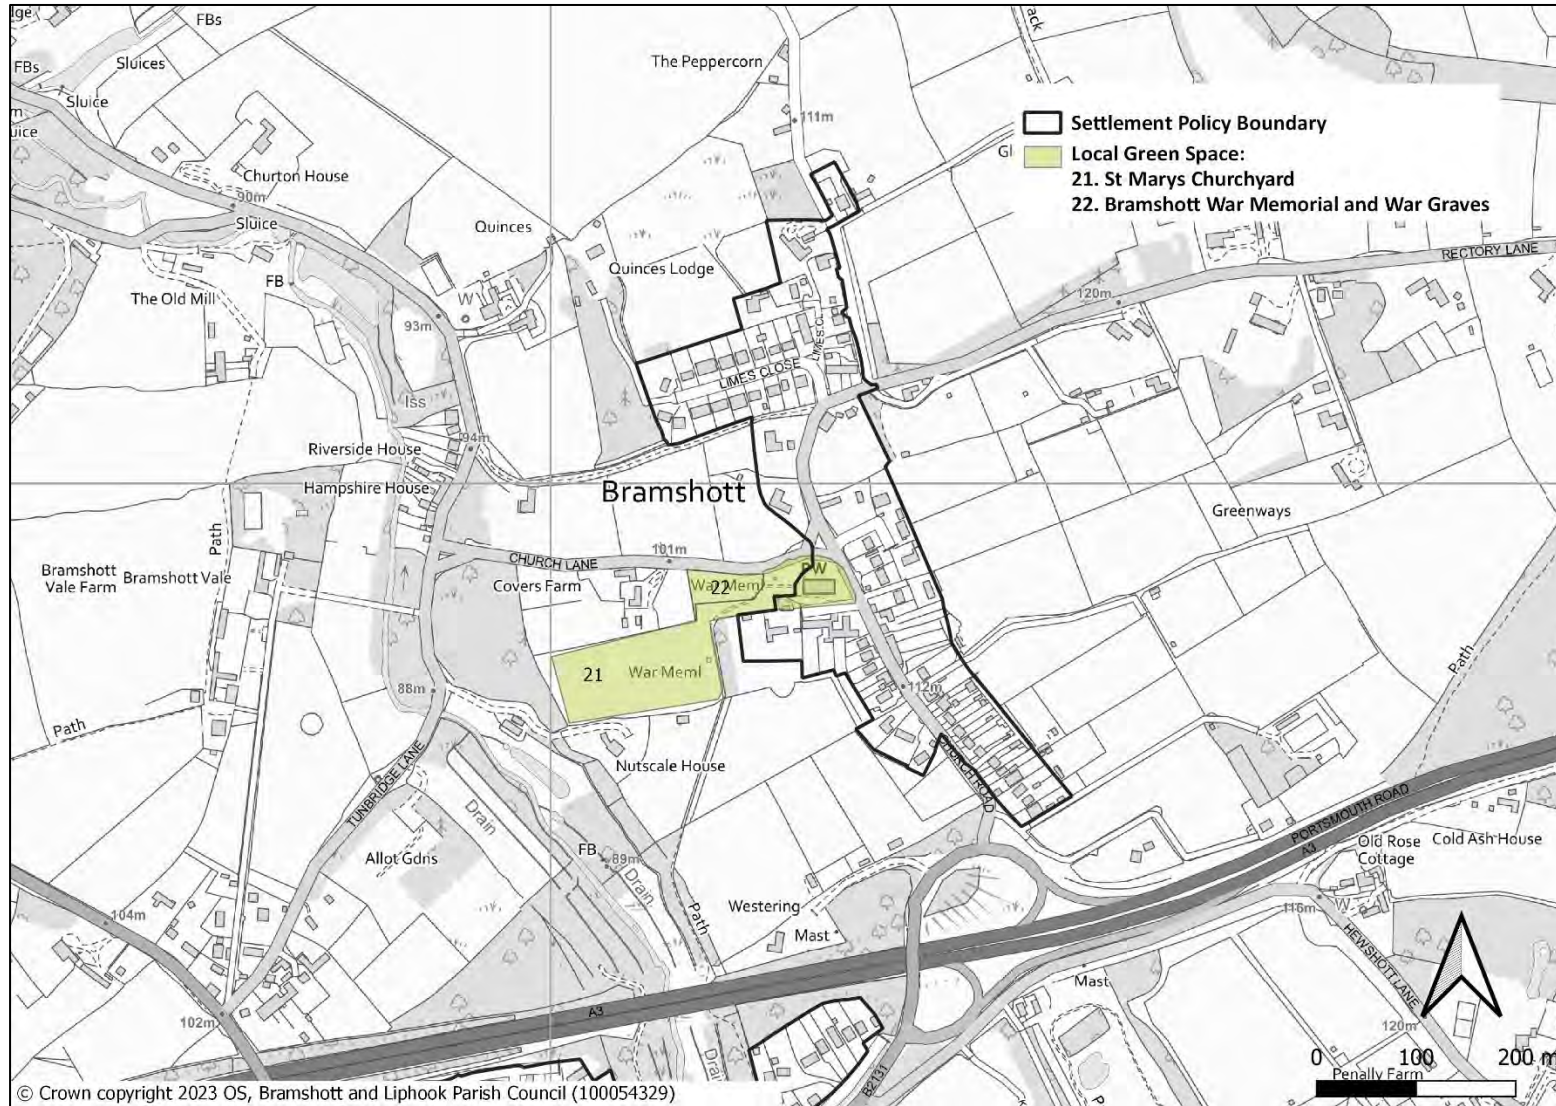 FBs
The Peppercorn
FBs
Sluices
Sluice
111m
Settlement Policy Boundary
Local Green Space:
21. St Marys Churchyard
22. Bramshott War Memorial and War Graves
Churton House
90m
Sluice
Quinces
Quinces Lodge
RECTORY LANE
FB
The Old Mill
W
93m
120m
LIMES CL
LIMES CLOSE
Iss
94m
Riverside House
Hampshire House
Bramshott
Greenways
Path
CHURCH LANE
101m
PW
Bramshott
Vale Farm
Bramshott Vale
Covers Farm
War Meml
22
21
War Meml
88m
112m
Path
Path
TUNBRIDGE LANE
Nutscale House
CHURCH ROAD
PORTSMOUTH ROAD
A3
Drain
Allot Gdns
FB
89m
Drain
Old Rose
Cottage
Cold Ash House
104m
Path
Westering
Mast
116m
W
HEWSHOTT LANE
Mast
102m
A3
120m
Drain
B2131
0 100 200 m
Penally Farm
© Crown copyright 2023 OS, Bramshott and Liphook Parish Council (100054329)